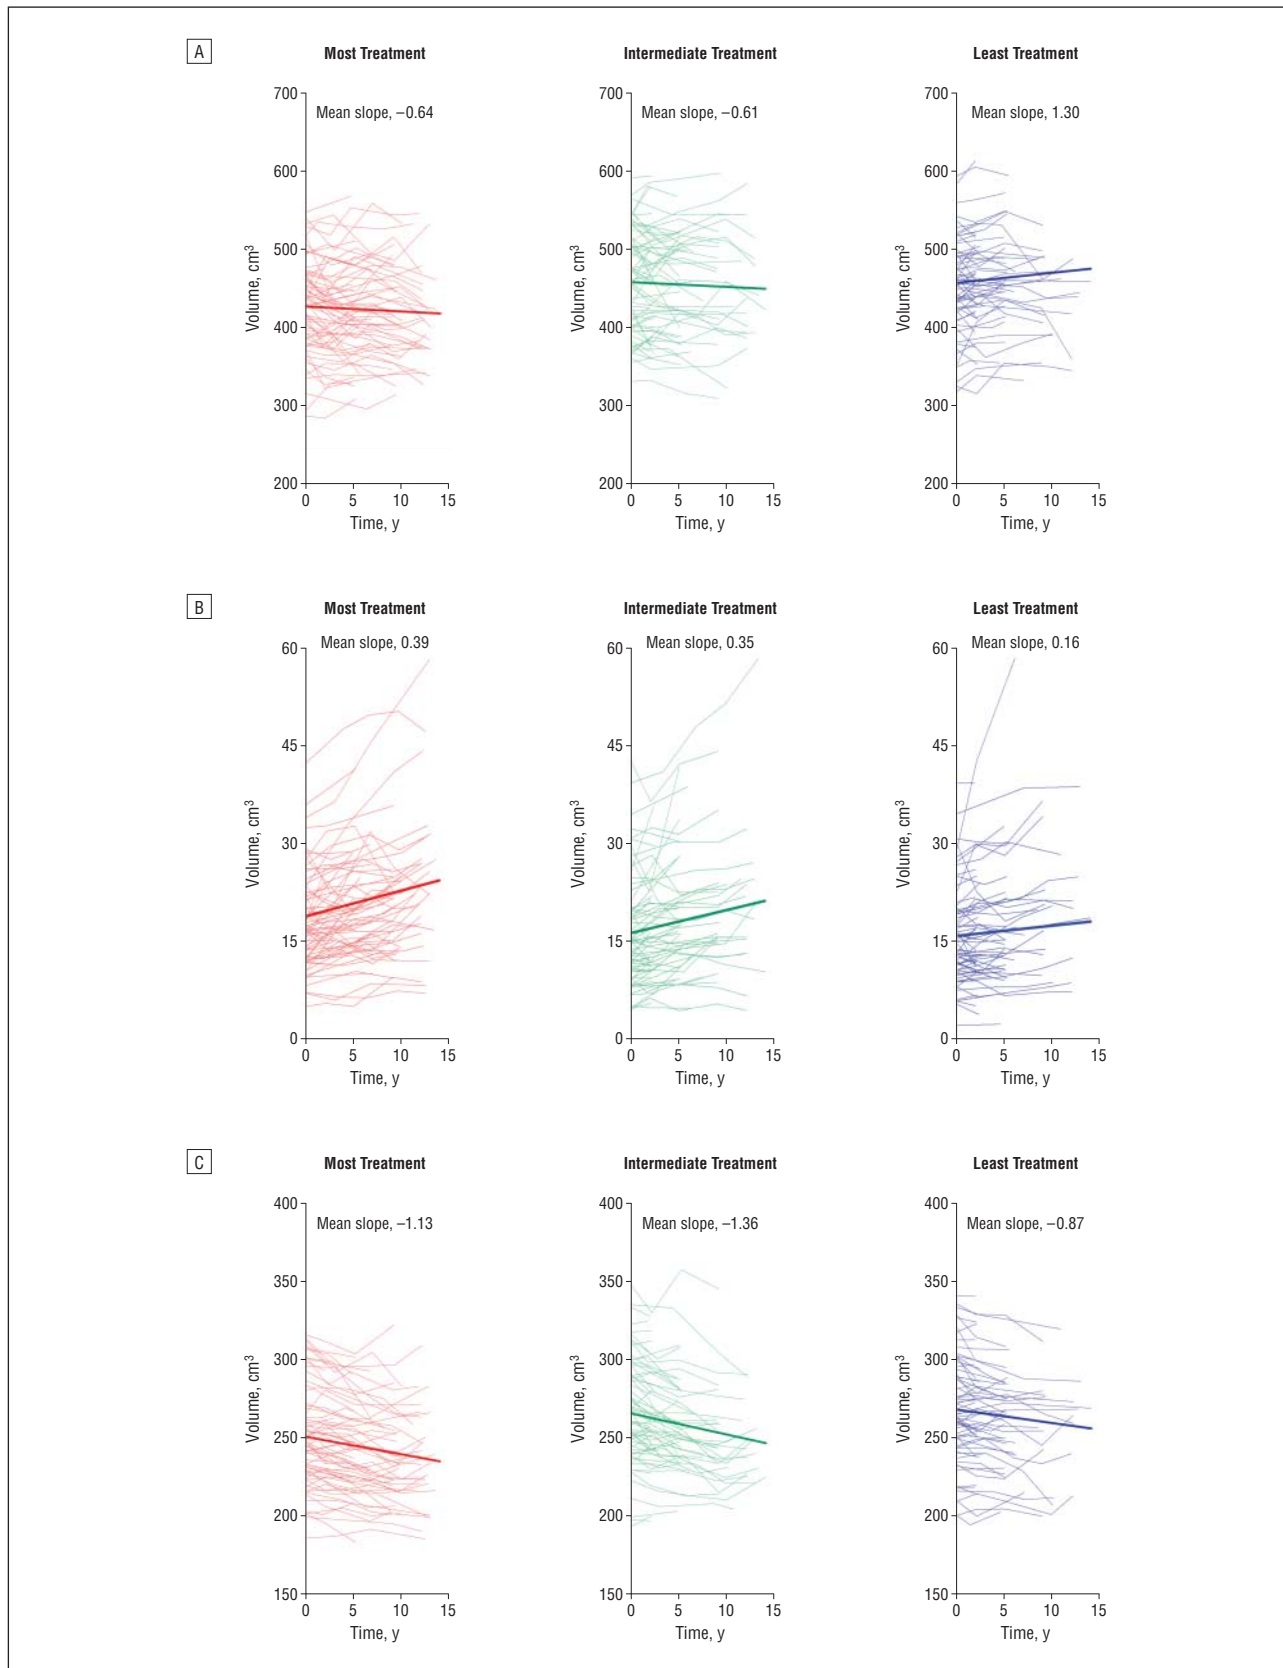 A
Most Treatment
Intermediate Treatment
Least Treatment
700
600
500
400
300
200
Volume, cm³
Mean slope, –0.64
0 5 10 15
Time, y
700
600
500
400
300
200
Volume, cm³
Mean slope, –0.61
0 5 10 15
Time, y
700
600
500
400
300
200
Volume, cm³
Mean slope, 1.30
0 5 10 15
Time, y
B
Most Treatment
Intermediate Treatment
Least Treatment
60
45
30
15
0
Volume, cm³
Mean slope, 0.39
0 5 10 15
Time, y
60
45
30
15
0
Volume, cm³
Mean slope, 0.35
0 5 10 15
Time, y
60
45
30
15
0
Volume, cm³
Mean slope, 0.16
0 5 10 15
Time, y
C
Most Treatment
Intermediate Treatment
Least Treatment
400
350
300
250
200
150
Volume, cm³
Mean slope, –1.13
0 5 10 15
Time, y
400
350
300
250
200
150
Volume, cm³
Mean slope, –1.36
0 5 10 15
Time, y
400
350
300
250
200
150
Volume, cm³
Mean slope, –0.87
0 5 10 15
Time, y